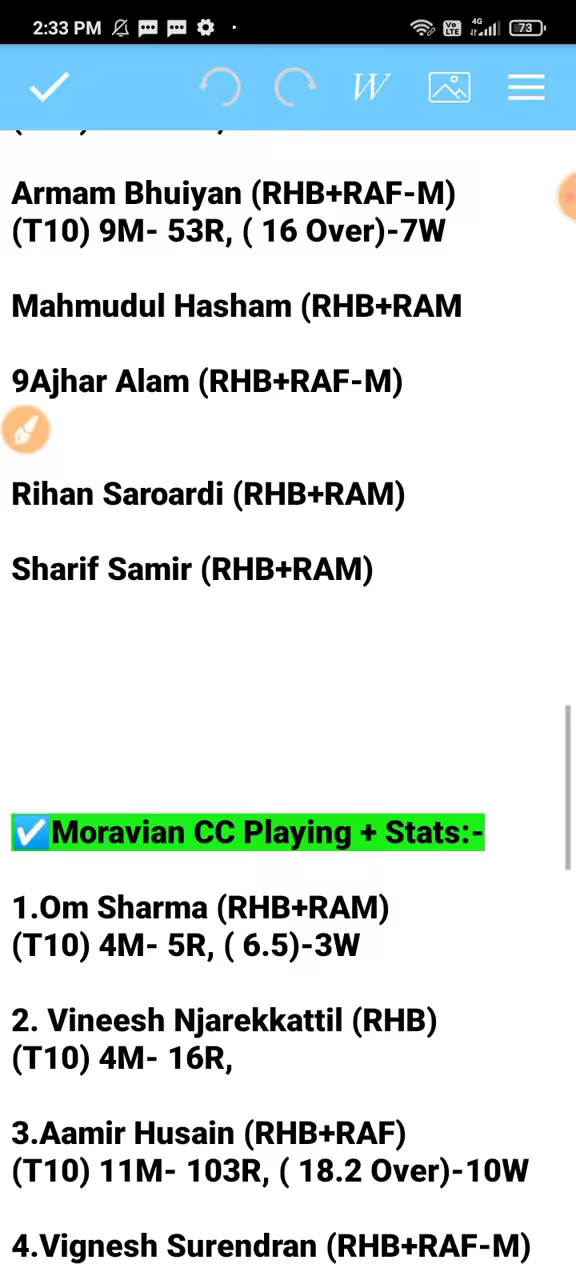 2:33 PM
Vo LTE 4G 73
W
Armam Bhuiyan (RHB+RAF-M)
(T10) 9M- 53R, ( 16 Over)-7W
Mahmudul Hasham (RHB+RAM
9Ajhar Alam (RHB+RAF-M)
Rihan Saroardi (RHB+RAM)
Sharif Samir (RHB+RAM)
✅Moravian CC Playing + Stats:-
1.Om Sharma (RHB+RAM)
(T10) 4M- 5R, ( 6.5)-3W
2. Vineesh Njarekkattil (RHB)
(T10) 4M- 16R,
3.Aamir Husain (RHB+RAF)
(T10) 11M- 103R, ( 18.2 Over)-10W
4.Vignesh Surendran (RHB+RAF-M)